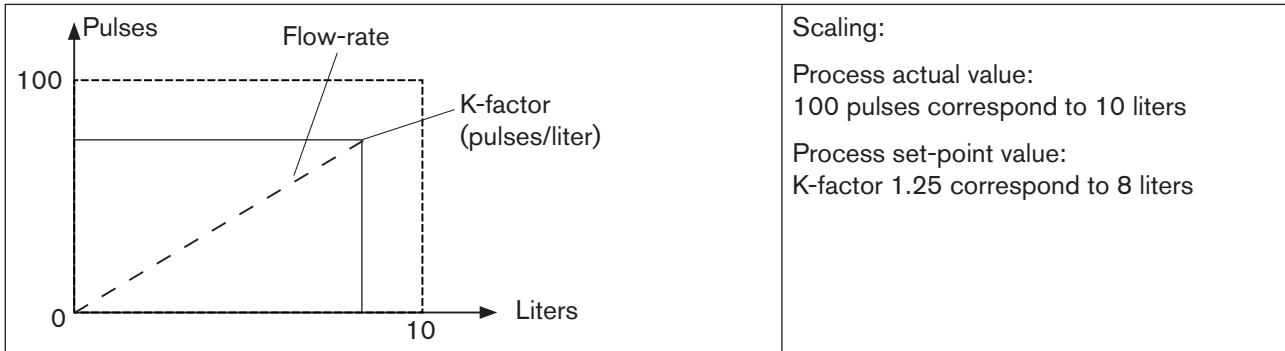 Pulses
Flow-rate
100
K-factor
(pulses/liter)
0
10
Liters
Scaling:
Process actual value:
100 pulses correspond to 10 liters
Process set-point value:
K-factor 1.25 correspond to 8 liters